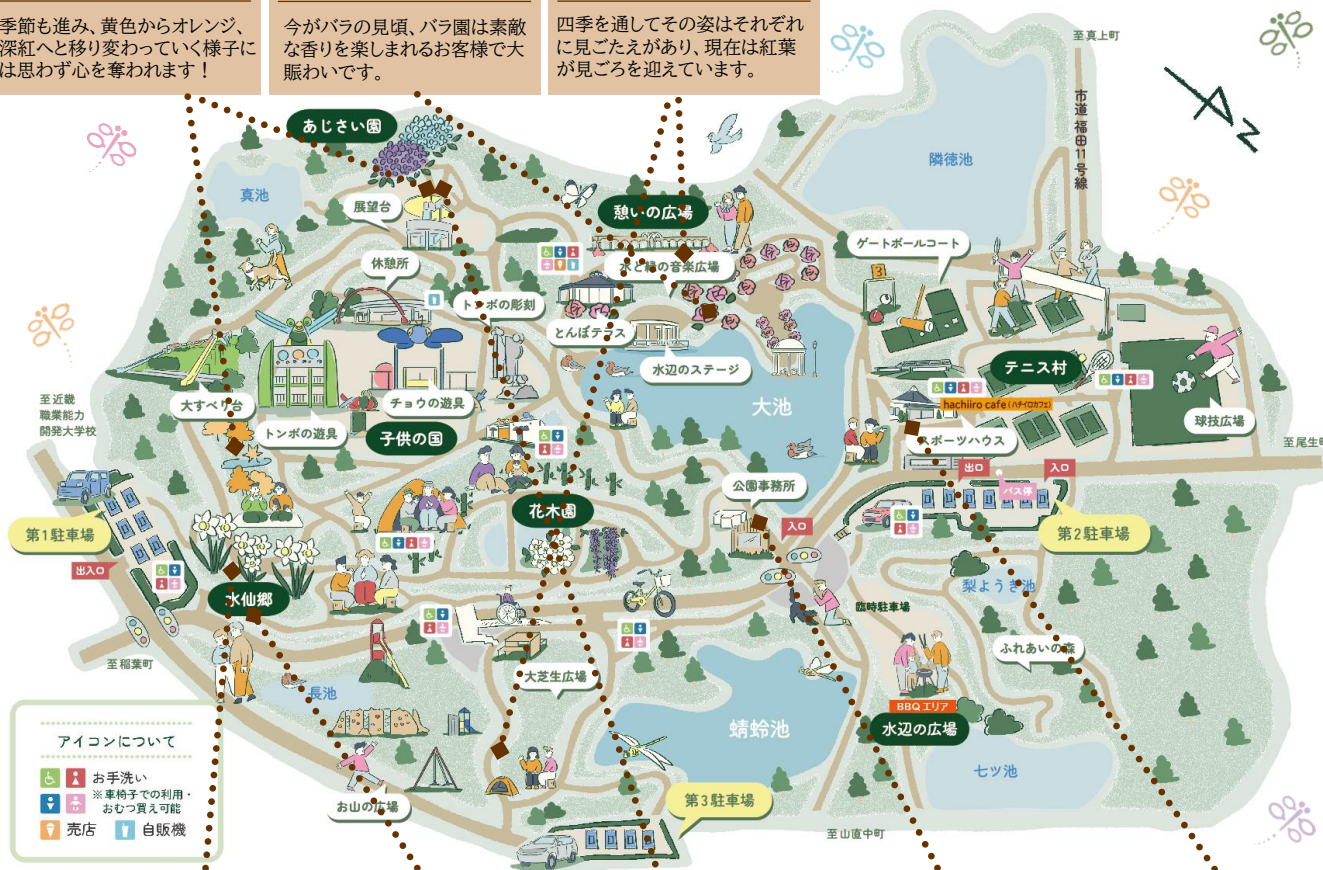 季節も進み、黄色からオレンジ、
深紅へと移り変わっていく様子に
は思わず心を奪われます！
今がバラの見頃、バラ園は素敵
な香りを楽しまれるお客様で大
賑わいです。
四季を通してその姿はそれぞれ
に見ごたえがあり、現在は紅葉
が見ごろを迎えています。
至真上町
市道福田11号線
N
あじさい園
真池
展望台
憩いの広場
隣徳池
休憩所
水と緑の音楽広場
ゲートボールコート
3
トンボの彫刻
とんぼテラス
水辺のステージ
テニス村
大池
hachiiro cafe(ハチイロカフェ)
スポーツハウス
球技広場
至近畿
職業能力
開発大学校
大すべり台
トンボの遊具
チョウの遊具
子供の国
至尾生町
出口
入口
バス停
公園事務所
花木園
入口
第1駐車場
第2駐車場
出入口
水仙郷
梨ようき池
臨時駐車場
ふれあいの森
至稲葉町
長池
大芝生広場
蜻蛉池
BBQエリア
水辺の広場
七ツ池
お山の広場
第3駐車場
至山直中町
アイコンについて
お手洗い
※車椅子での利用・
おむつ買え可能
売店
自販機